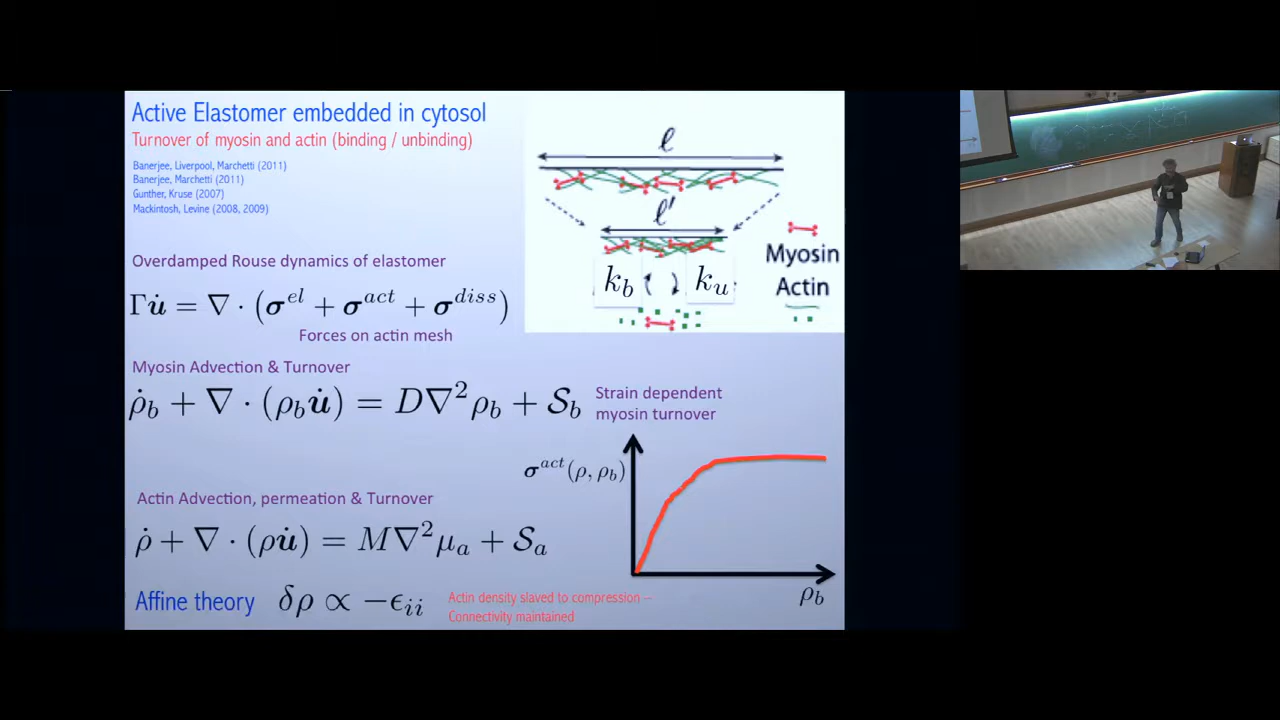 Active Elastomer embedded in cytosol
Turnover of myosin and actin (binding / unbinding)
Banerjee, Liverpool, Marchetti (2011)
Banerjee, Marchetti (2011)
Gunther, Kruse (2007)
Mackintosh, Levine (2008, 2009)
ℓ
ℓ'
k_b
k_u
Myosin
Actin
Overdamped Rouse dynamics of elastomer
Γu̇ = ∇ · (σ^{el} + σ^{act} + σ^{diss})
Forces on actin mesh
Myosin Advection & Turnover
ρ̇_b + ∇ · (ρ_b u̇) = D∇²ρ_b + 𝒮_b
Strain dependent
myosin turnover
σ^{act}(ρ, ρ_b)
ρ_b
Actin Advection, permeation & Turnover
ρ̇ + ∇ · (ρu̇) = M∇²μ_a + 𝒮_a
Affine theory δρ ∝ −ϵ_{ii}
Actin density slaved to compression –
Connectivity maintained